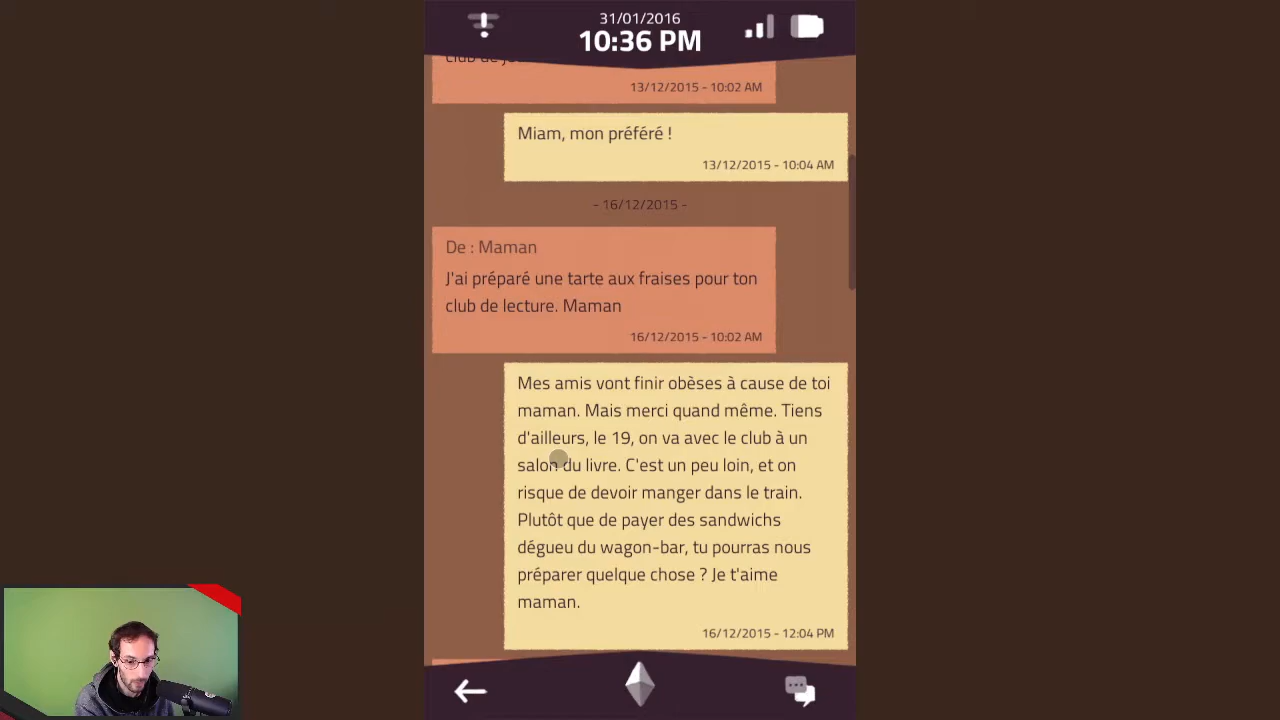 31/01/2016
10:36 PM
13/12/2015 - 10:02 AM
Miam, mon préféré !
13/12/2015 - 10:04 AM
- 16/12/2015 -
De : Maman
J'ai préparé une tarte aux fraises pour ton
club de lecture. Maman
16/12/2015 - 10:02 AM
Mes amis vont finir obèses à cause de toi
maman. Mais merci quand même. Tiens
d'ailleurs, le 19, on va avec le club à un
salon du livre. C'est un peu loin, et on
risque de devoir manger dans le train.
Plutôt que de payer des sandwichs
dégueu du wagon-bar, tu pourras nous
préparer quelque chose ? Je t'aime
maman.
16/12/2015 - 12:04 PM